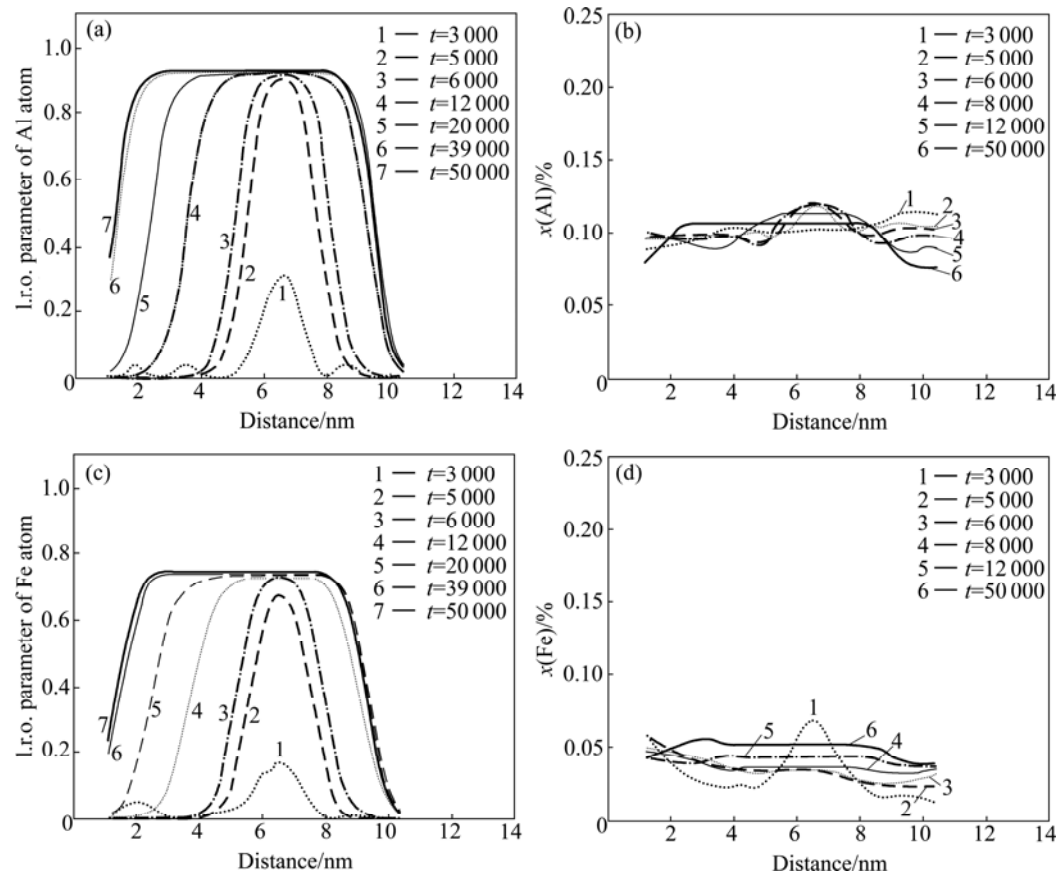 (a)
1 — t=3 000
2 — t=5 000
3 — t=6 000
4 — t=12 000
5 — t=20 000
6 — t=39 000
7 — t=50 000
l.r.o. parameter of Al atom
1.0
0.8
0.6
0.4
0.2
0
7
6
5
4
3
2
1
2 4 6 8 10 12 14
Distance/nm
(b)
1 — t=3 000
2 — t=5 000
3 — t=6 000
4 — t=8 000
5 — t=12 000
6 — t=50 000
x(Al)/%
0.25
0.20
0.15
0.10
0.05
0
1
2
3
4
5
6
2 4 6 8 10 12 14
Distance/nm
(c)
1 — t=3 000
2 — t=5 000
3 — t=6 000
4 — t=12 000
5 — t=20 000
6 — t=39 000
7 — t=50 000
l.r.o. parameter of Fe atom
1.0
0.8
0.6
0.4
0.2
0
7
6
5
4
3
2
1
2 4 6 8 10 12 14
Distance/nm
(d)
1 — t=3 000
2 — t=5 000
3 — t=6 000
4 — t=8 000
5 — t=12 000
6 — t=50 000
x(Fe)/%
0.25
0.20
0.15
0.10
0.05
0
1
5
6
4
3
2
2 4 6 8 10 12 14
Distance/nm